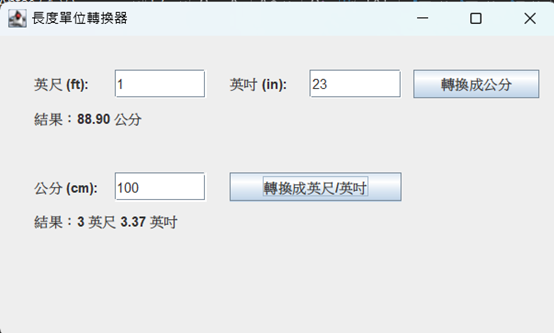 長度單位轉換器
英尺 (ft): 1 英吋 (in): 23 轉換成公分
結果：88.90 公分
公分 (cm): 100 轉換成英尺/英吋
結果：3 英尺 3.37 英吋